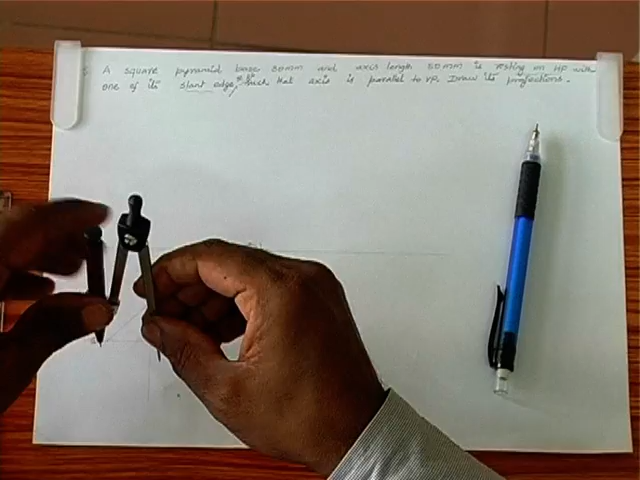 A square pyramid base 30mm and axis length 50mm is resting on HP with
one of its slant edge, such that axis is parallel to VP. Draw its projections.